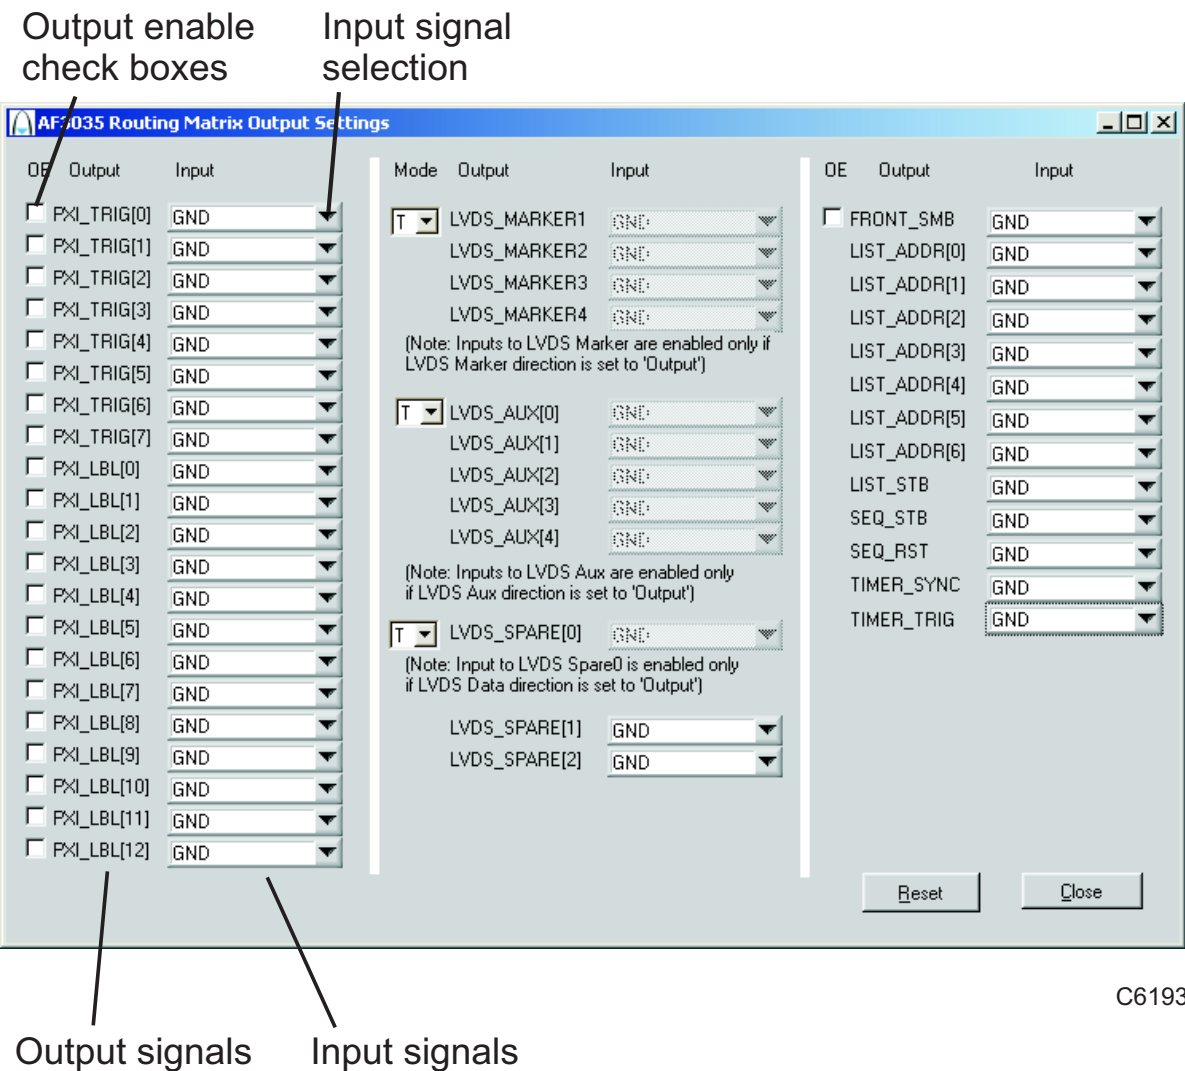 Output enable
check boxes
Input signal
selection
AF3035 Routing Matrix Output Settings
OE Output Input
PXI_TRIG[0] GND
PXI_TRIG[1] GND
PXI_TRIG[2] GND
PXI_TRIG[3] GND
PXI_TRIG[4] GND
PXI_TRIG[5] GND
PXI_TRIG[6] GND
PXI_TRIG[7] GND
PXI_LBL[0] GND
PXI_LBL[1] GND
PXI_LBL[2] GND
PXI_LBL[3] GND
PXI_LBL[4] GND
PXI_LBL[5] GND
PXI_LBL[6] GND
PXI_LBL[7] GND
PXI_LBL[8] GND
PXI_LBL[9] GND
PXI_LBL[10] GND
PXI_LBL[11] GND
PXI_LBL[12] GND
Mode Output Input
T LVDS_MARKER1 GND
LVDS_MARKER2 GND
LVDS_MARKER3 GND
LVDS_MARKER4 GND
(Note: Inputs to LVDS Marker are enabled only if
LVDS Marker direction is set to 'Output')
T LVDS_AUX[0] GND
LVDS_AUX[1] GND
LVDS_AUX[2] GND
LVDS_AUX[3] GND
LVDS_AUX[4] GND
(Note: Inputs to LVDS Aux are enabled only
if LVDS Aux direction is set to 'Output')
T LVDS_SPARE[0] GND
(Note: Input to LVDS Spare0 is enabled only
if LVDS Data direction is set to 'Output')
LVDS_SPARE[1] GND
LVDS_SPARE[2] GND
OE Output Input
FRONT_SMB GND
LIST_ADDR[0] GND
LIST_ADDR[1] GND
LIST_ADDR[2] GND
LIST_ADDR[3] GND
LIST_ADDR[4] GND
LIST_ADDR[5] GND
LIST_ADDR[6] GND
LIST_STB GND
SEQ_STB GND
SEQ_RST GND
TIMER_SYNC GND
TIMER_TRIG GND
Reset Close
C6193
Output signals
Input signals